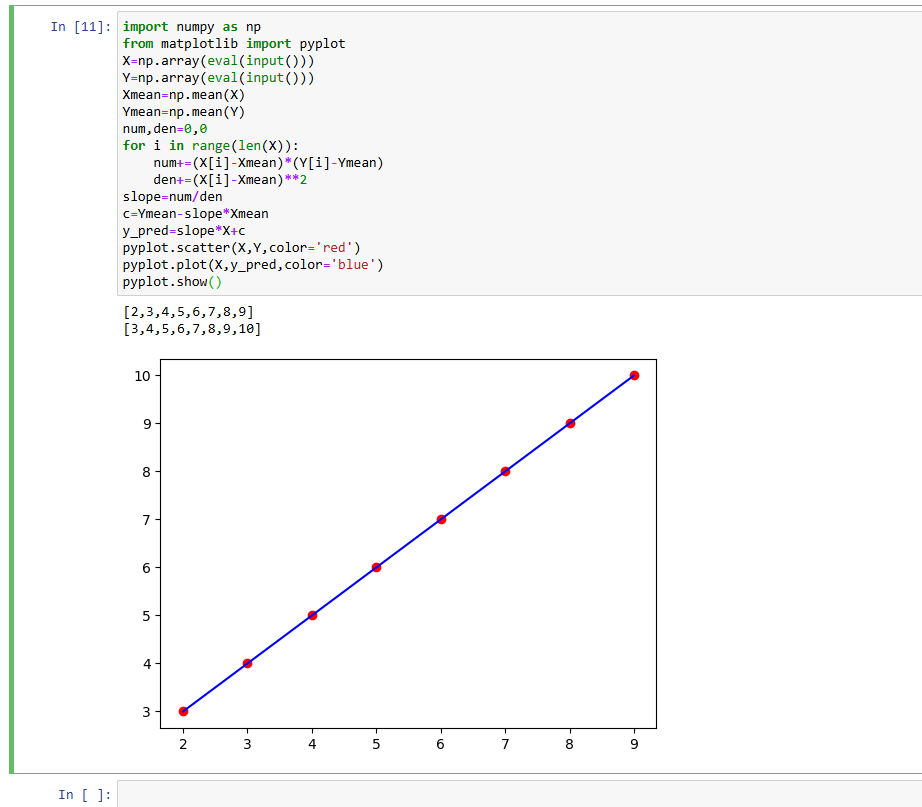 In [11]: import numpy as np
from matplotlib import pyplot
X=np.array(eval(input()))
Y=np.array(eval(input()))
Xmean=np.mean(X)
Ymean=np.mean(Y)
num,den=0,0
for i in range(len(X)):
    num+=(X[i]-Xmean)*(Y[i]-Ymean)
    den+=(X[i]-Xmean)**2
slope=num/den
c=Ymean-slope*Xmean
y_pred=slope*X+c
pyplot.scatter(X,Y,color='red')
pyplot.plot(X,y_pred,color='blue')
pyplot.show()
[2,3,4,5,6,7,8,9]
[3,4,5,6,7,8,9,10]
10
9
8
7
6
5
4
3
2 3 4 5 6 7 8 9
In [ ]: